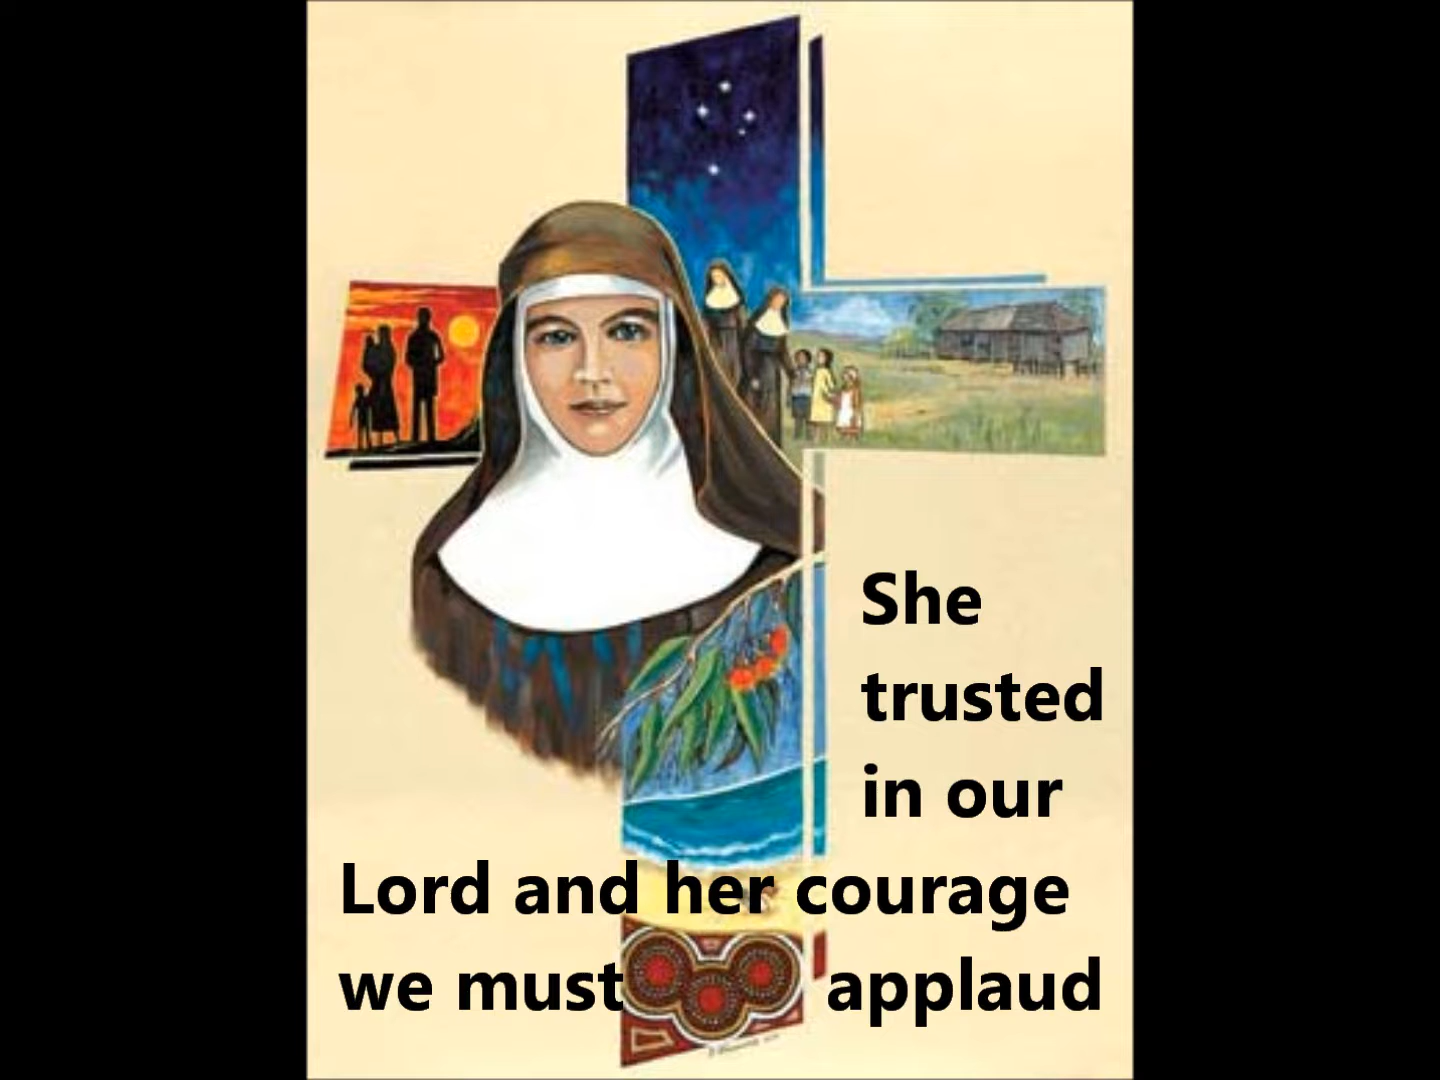 She
trusted
in our
Lord and her courage
we must applaud